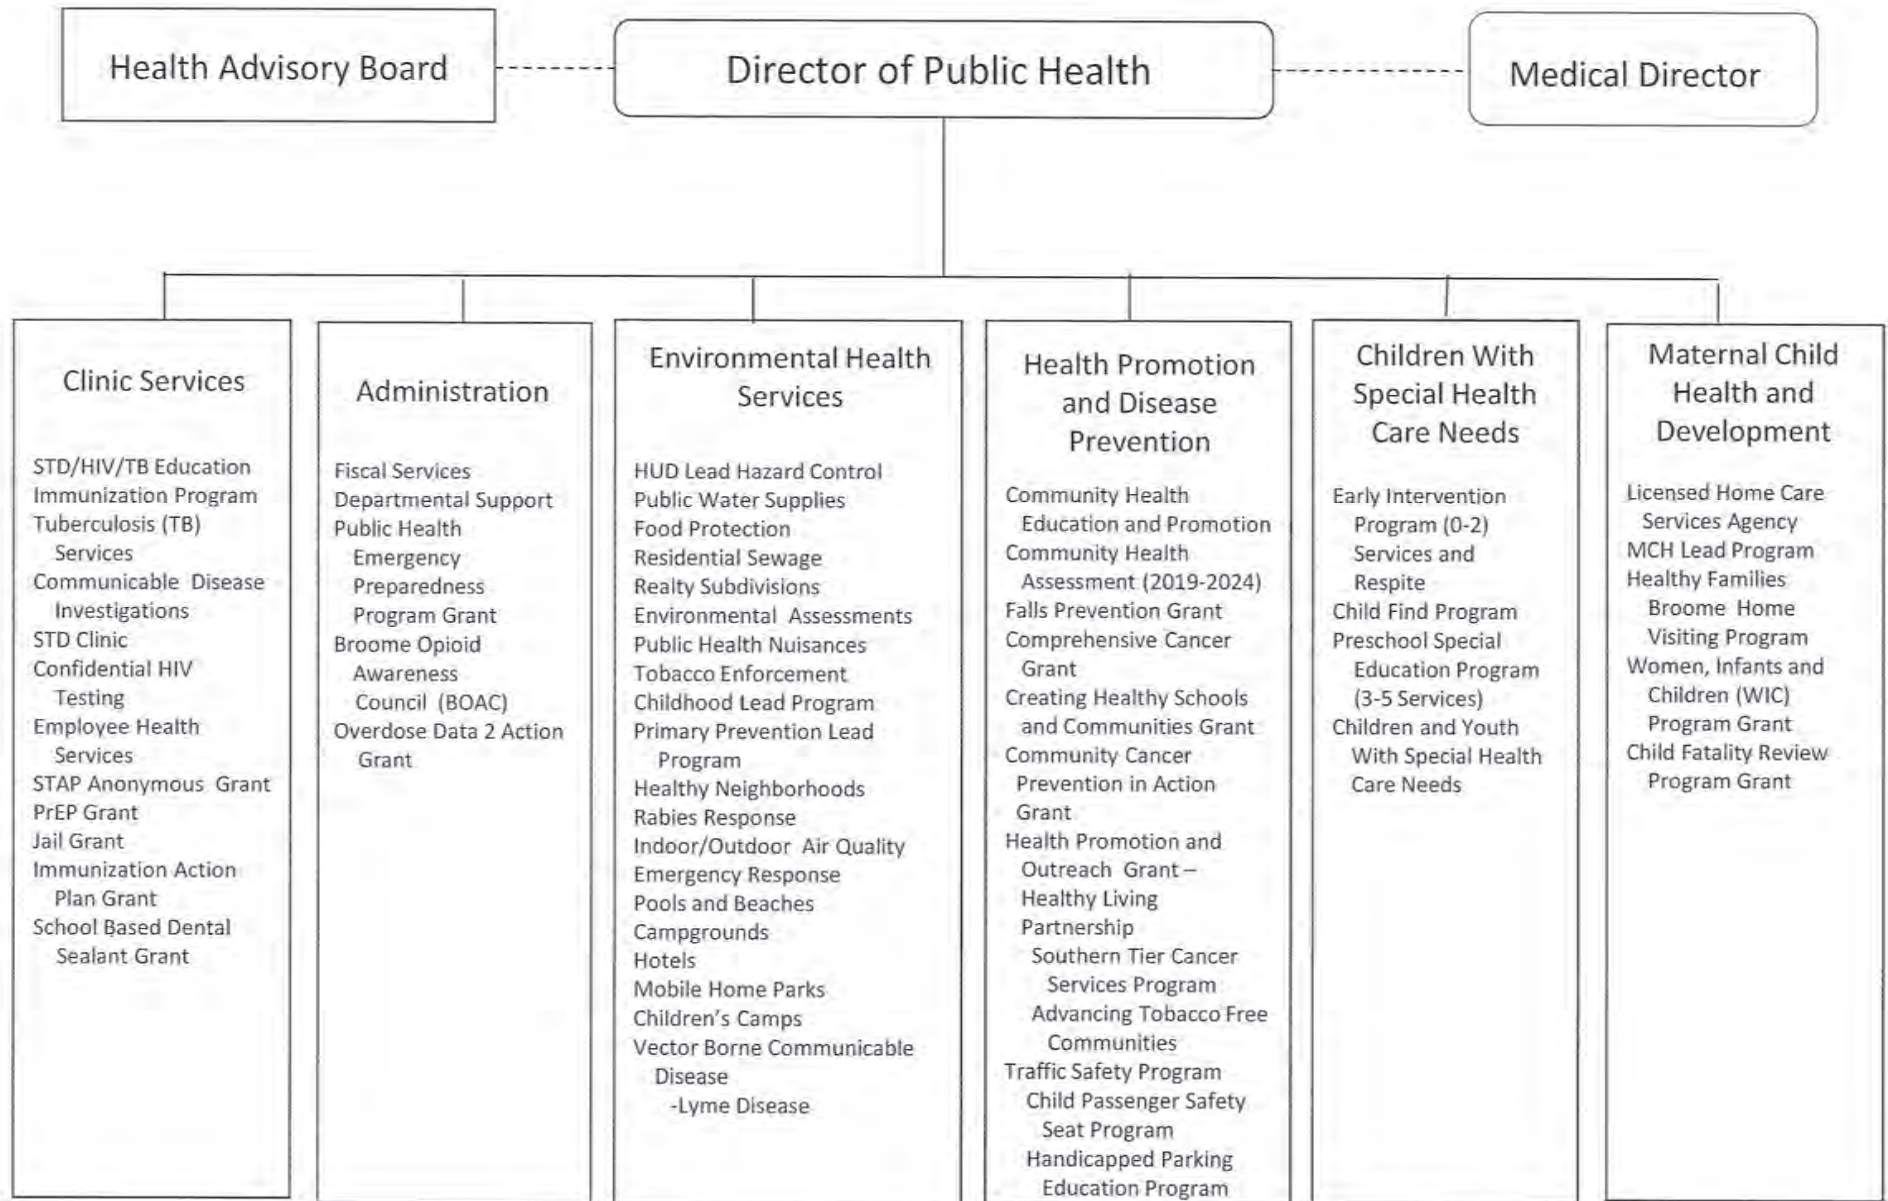 Health Advisory Board
Director of Public Health
Medical Director
Clinic Services
STD/HIV/TB Education
Immunization Program
Tuberculosis (TB)
Services
Communicable Disease
Investigations
STD Clinic
Confidential HIV
Testing
Employee Health
Services
STAP Anonymous Grant
PrEP Grant
Jail Grant
Immunization Action
Plan Grant
School Based Dental
Sealant Grant
Administration
Fiscal Services
Departmental Support
Public Health
Emergency
Preparedness
Program Grant
Broome Opioid
Awareness
Council (BOAC)
Overdose Data 2 Action
Grant
Environmental Health
Services
HUD Lead Hazard Control
Public Water Supplies
Food Protection
Residential Sewage
Realty Subdivisions
Environmental Assessments
Public Health Nuisances
Tobacco Enforcement
Childhood Lead Program
Primary Prevention Lead
Program
Healthy Neighborhoods
Rabies Response
Indoor/Outdoor Air Quality
Emergency Response
Pools and Beaches
Campgrounds
Hotels
Mobile Home Parks
Children's Camps
Vector Borne Communicable
Disease
-Lyme Disease
Health Promotion
and Disease
Prevention
Community Health
Education and Promotion
Community Health
Assessment (2019-2024)
Falls Prevention Grant
Comprehensive Cancer
Grant
Creating Healthy Schools
and Communities Grant
Community Cancer
Prevention in Action
Grant
Health Promotion and
Outreach Grant –
Healthy Living
Partnership
Southern Tier Cancer
Services Program
Advancing Tobacco Free
Communities
Traffic Safety Program
Child Passenger Safety
Seat Program
Handicapped Parking
Education Program
Children With
Special Health
Care Needs
Early Intervention
Program (0-2)
Services and
Respite
Child Find Program
Preschool Special
Education Program
(3-5 Services)
Children and Youth
With Special Health
Care Needs
Maternal Child
Health and
Development
Licensed Home Care
Services Agency
MCH Lead Program
Healthy Families
Broome Home
Visiting Program
Women, Infants and
Children (WIC)
Program Grant
Child Fatality Review
Program Grant